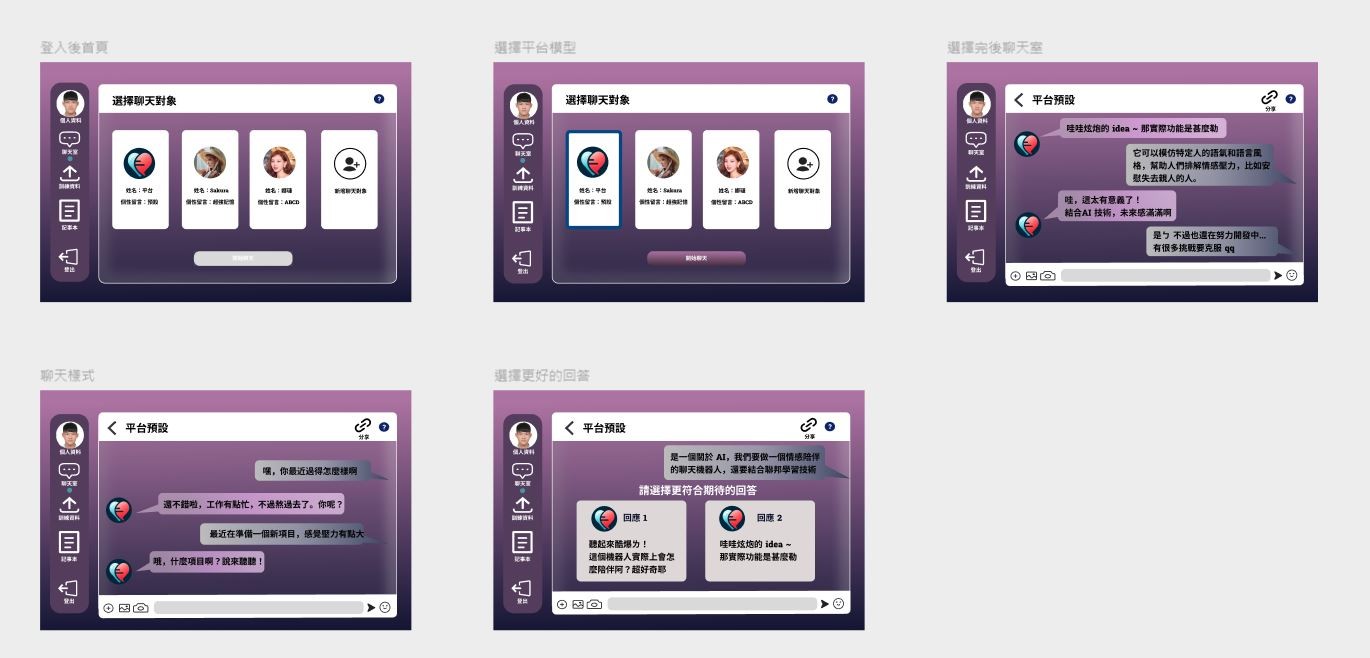 登入後首頁
選擇聊天對象
?
個人資料
聊天室
訓練資料
記事本
登出
姓名：平台
個性留言：預設
姓名：Sakura
個性留言：超強記憶
姓名：娜璉
個性留言：ABCD
新增聊天對象
開始聊天
選擇平台模型
選擇聊天對象
?
個人資料
聊天室
訓練資料
記事本
登出
姓名：平台
個性留言：預設
姓名：Sakura
個性留言：超強記憶
姓名：娜璉
個性留言：ABCD
新增聊天對象
開始聊天
選擇完後聊天室
平台預設
分享
?
個人資料
聊天室
訓練資料
記事本
登出
哇哇炫炮的 idea ~ 那實際功能是甚麼勒
它可以模仿特定人的語氣和語言風
格，幫助人們排解情感壓力，比如安
慰失去親人的人。
哇，這太有意義了！
結合AI 技術，未來感滿滿啊
是ㄅ 不過也還在努力開發中...
有很多挑戰要克服 qq
聊天樣式
平台預設
分享
?
個人資料
聊天室
訓練資料
記事本
登出
嘿，你最近過得怎麼樣啊
還不錯啦，工作有點忙，不過熬過去了。你呢？
最近在準備一個新項目，感覺壓力有點大
哦，什麼項目啊？說來聽聽！
選擇更好的回答
平台預設
分享
?
個人資料
聊天室
訓練資料
記事本
登出
是一個關於 AI，我們要做一個情感陪伴
的聊天機器人，還要結合聯邦學習技術
請選擇更符合期待的回答
回應 1
聽起來酷爆ㄌ！
這個機器人實際上會怎
麼陪伴阿？超好奇耶
回應 2
哇哇炫炮的 idea ~
那實際功能是甚麼勒